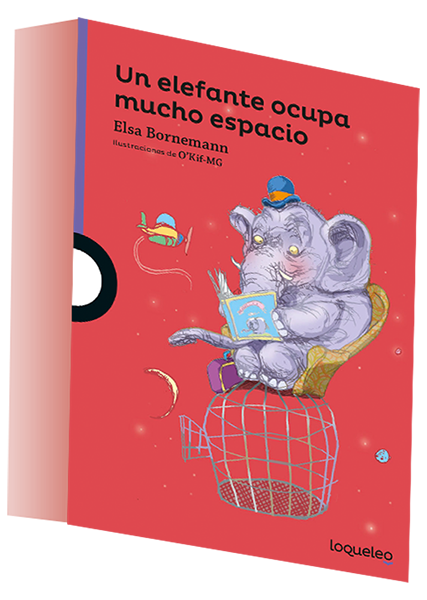 Un elefante ocupa
mucho espacio
Elsa Bornemann
Ilustraciones de O'Kif-MG
loqueleo